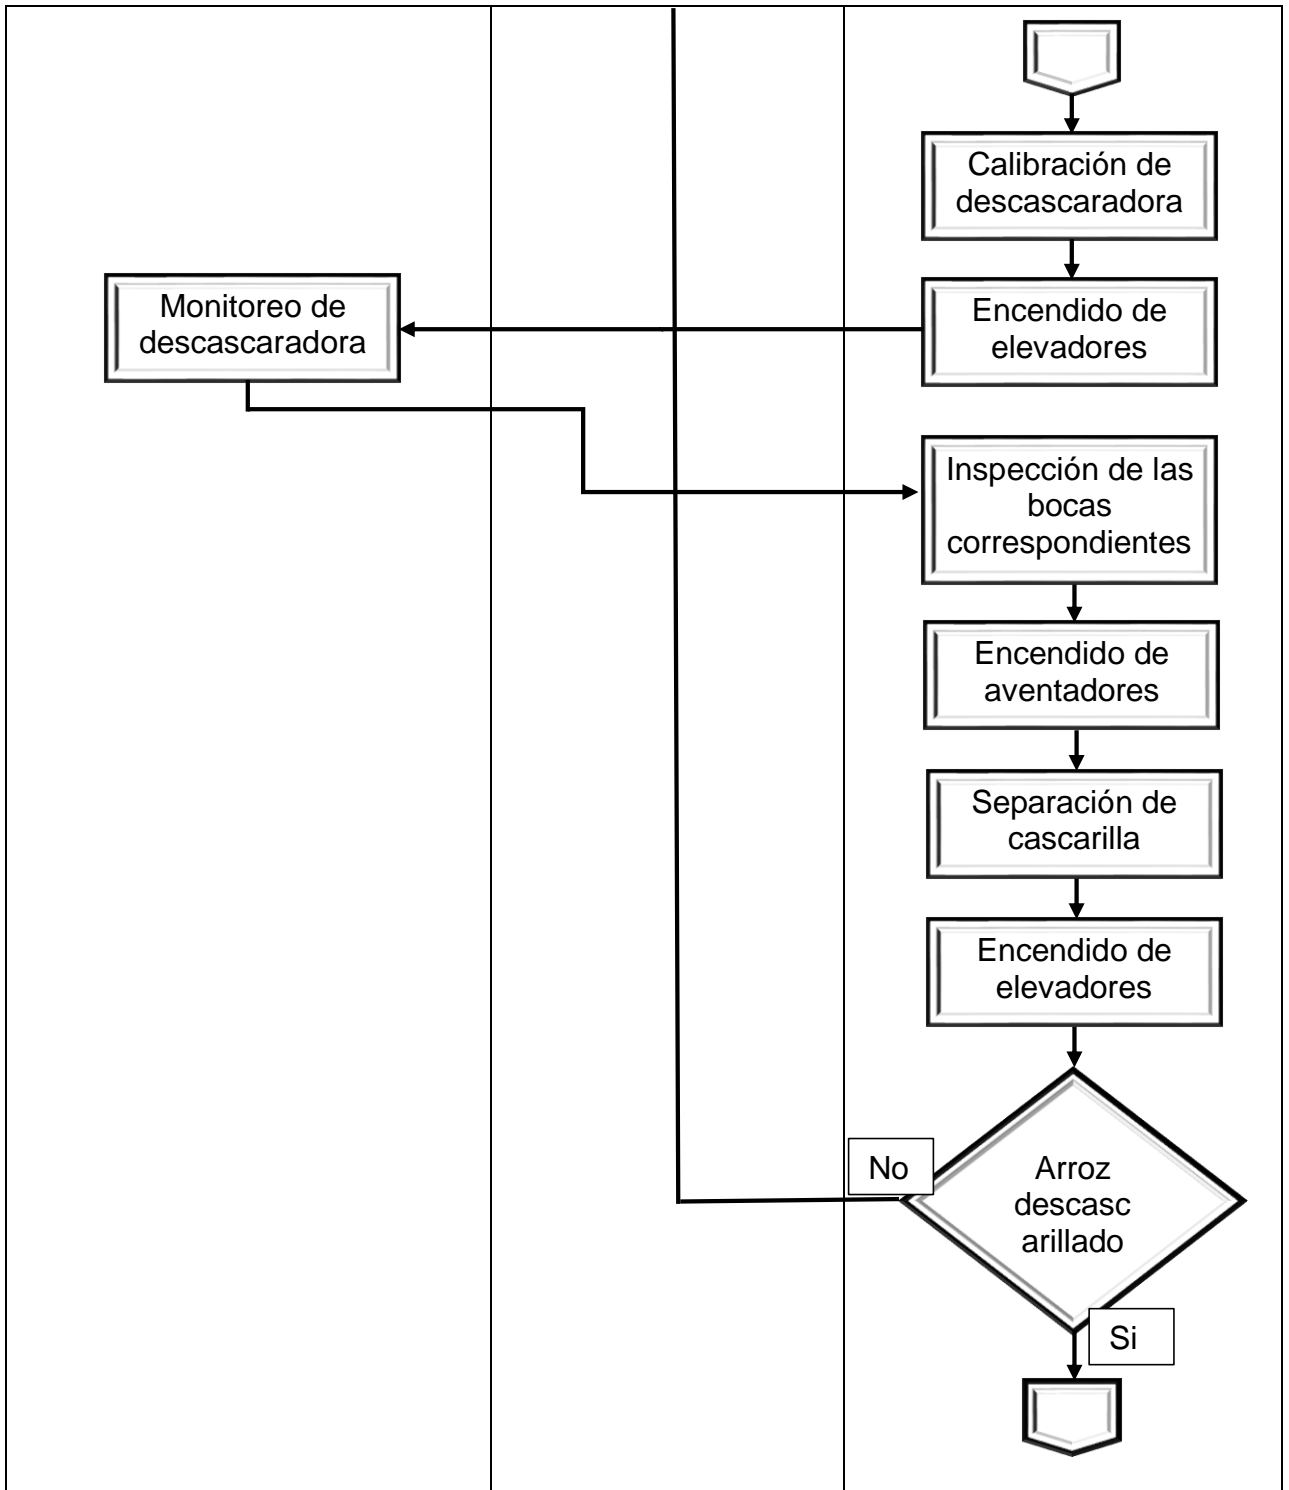 Calibración de
descascaradora
Encendido de
elevadores
Monitoreo de
descascaradora
Inspección de las
bocas
correspondientes
Encendido de
aventadores
Separación de
cascarilla
Encendido de
elevadores
No
Arroz
descasc
arillado
Si